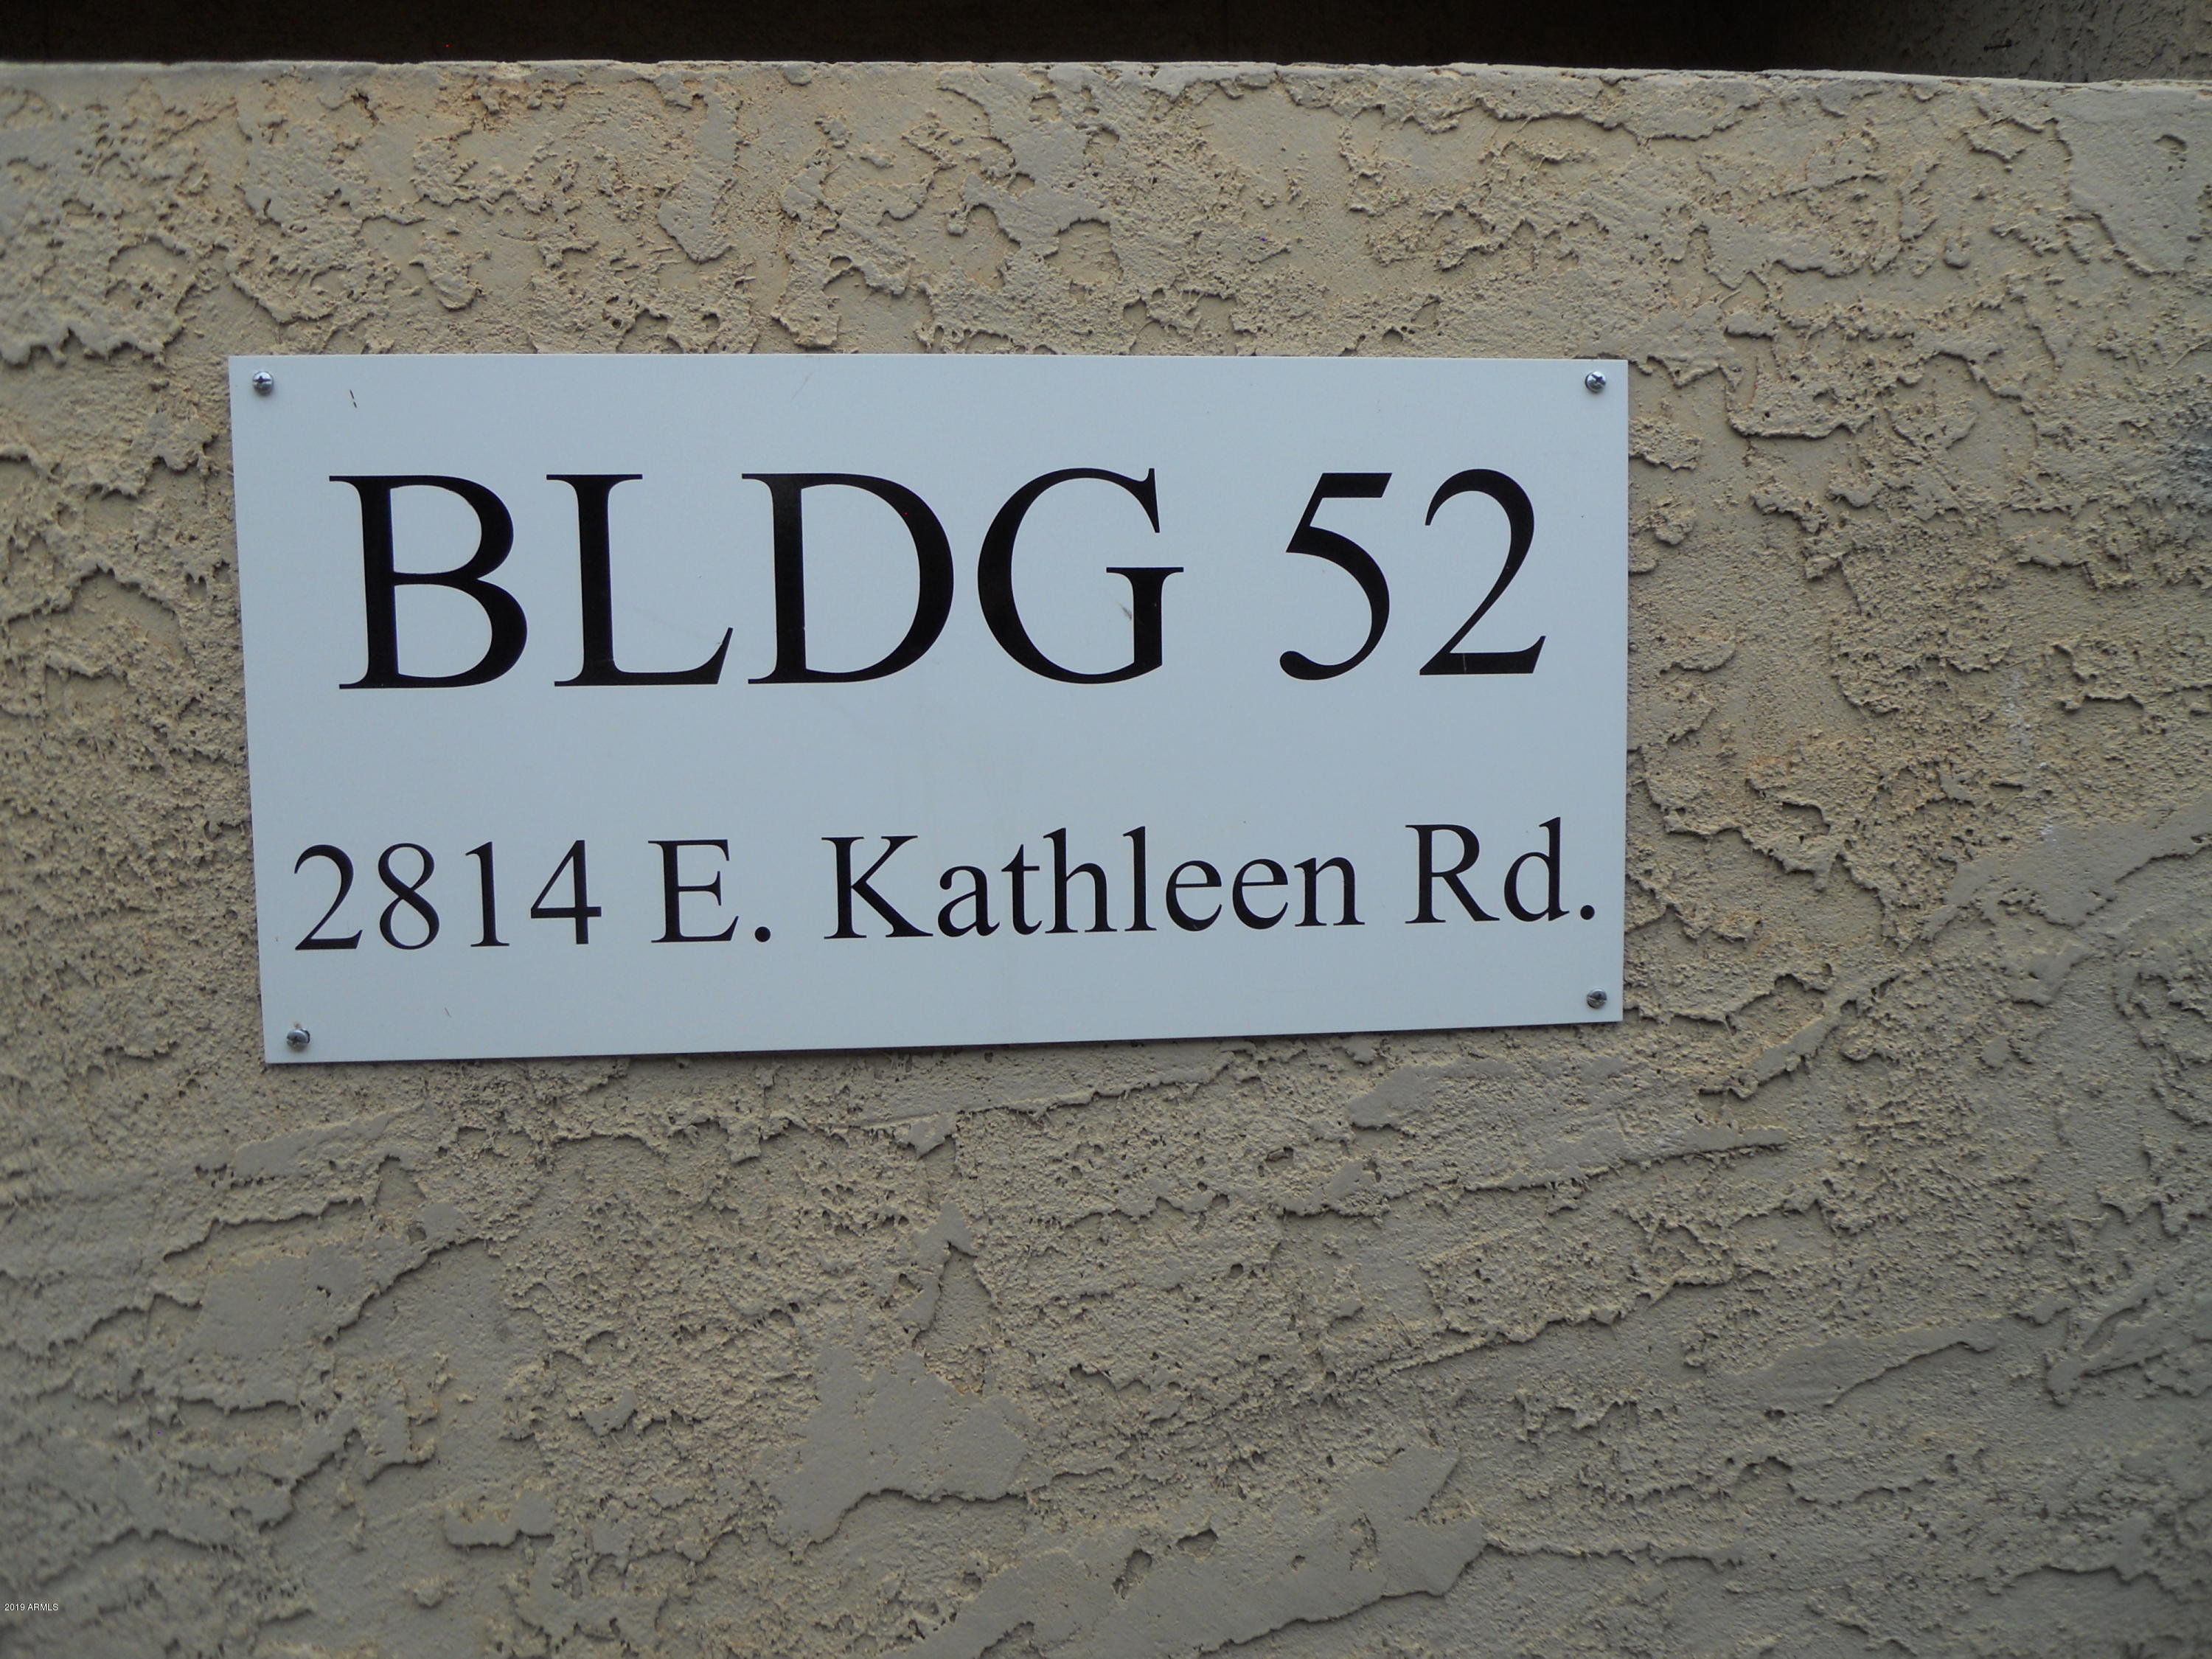 BLDG 52
2814 E. Kathleen Rd.
2019 ARMLS